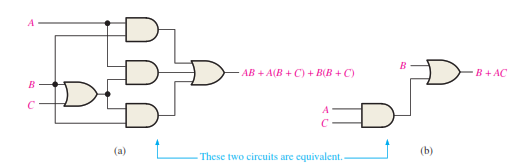 A
B
C
AB + A(B + C) + B(B + C)
B
A
C
B + AC
(a)
(b)
These two circuits are equivalent.